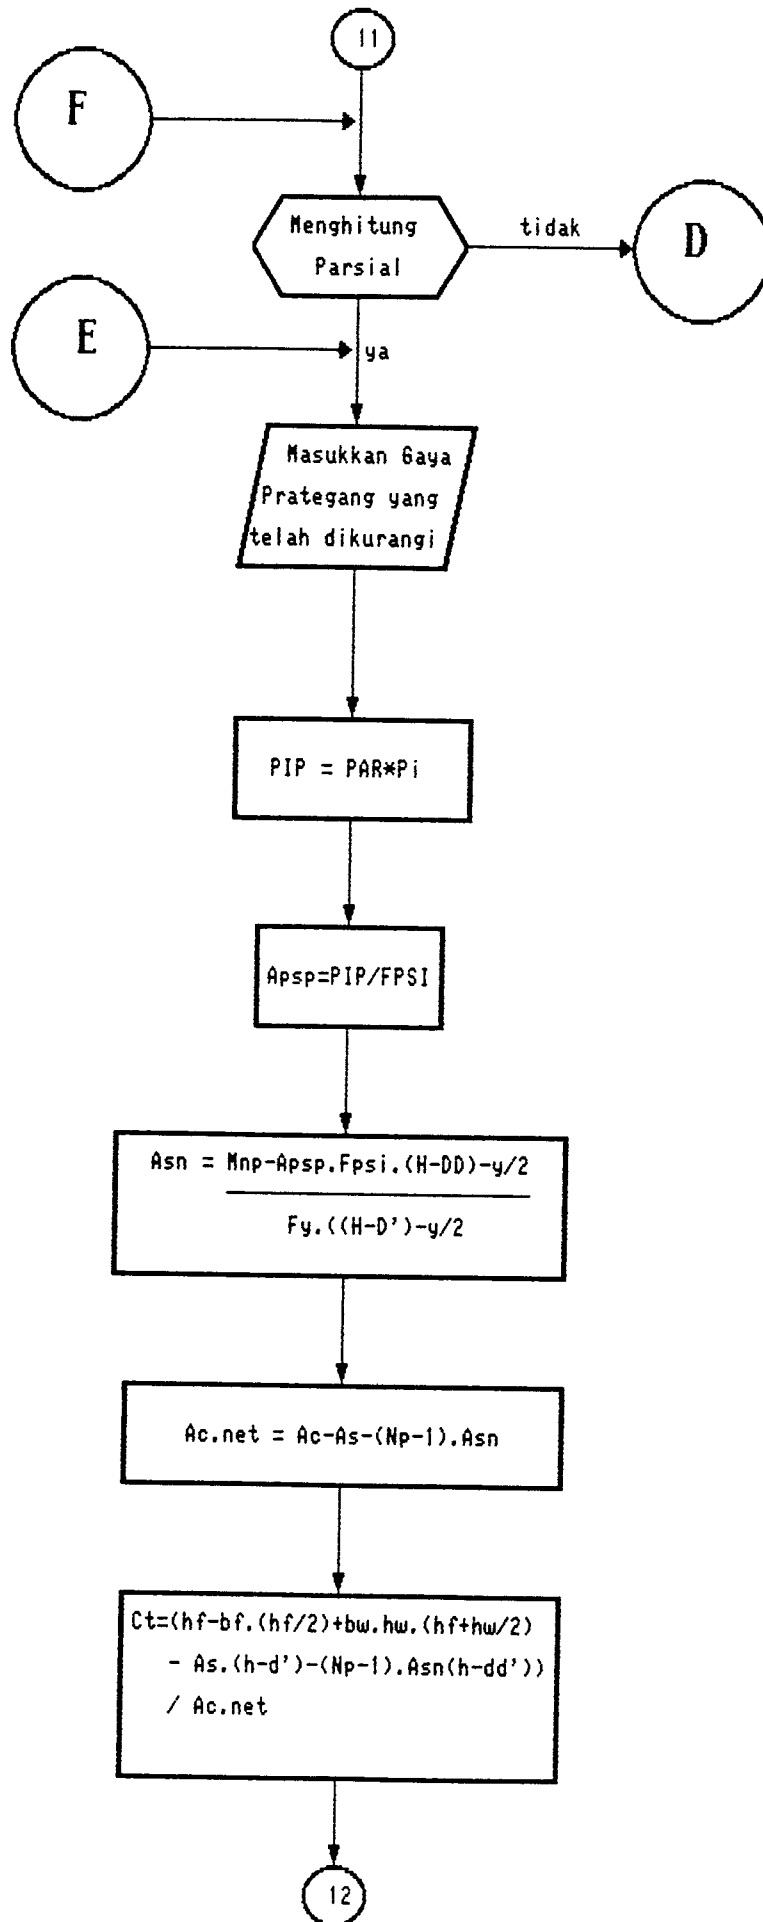 11
F
Menghitung
Parsial
tidak
D
E
ya
Masukkan Gaya
Prategang yang
telah dikurangi
PIP = PAR*Pi
Apsp=PIP/FPSI
Asn = Mnp-Apsp.Fpsi.(H-DD)-y/2
Fy.((H-D')-y/2
Ac.net = Ac-As-(Np-1).Asn
Ct=(hf-bf.(hf/2)+bw.hw.(hf+hw/2)
- As.(h-d')-(Np-1).Asn(h-dd'))
/ Ac.net
12